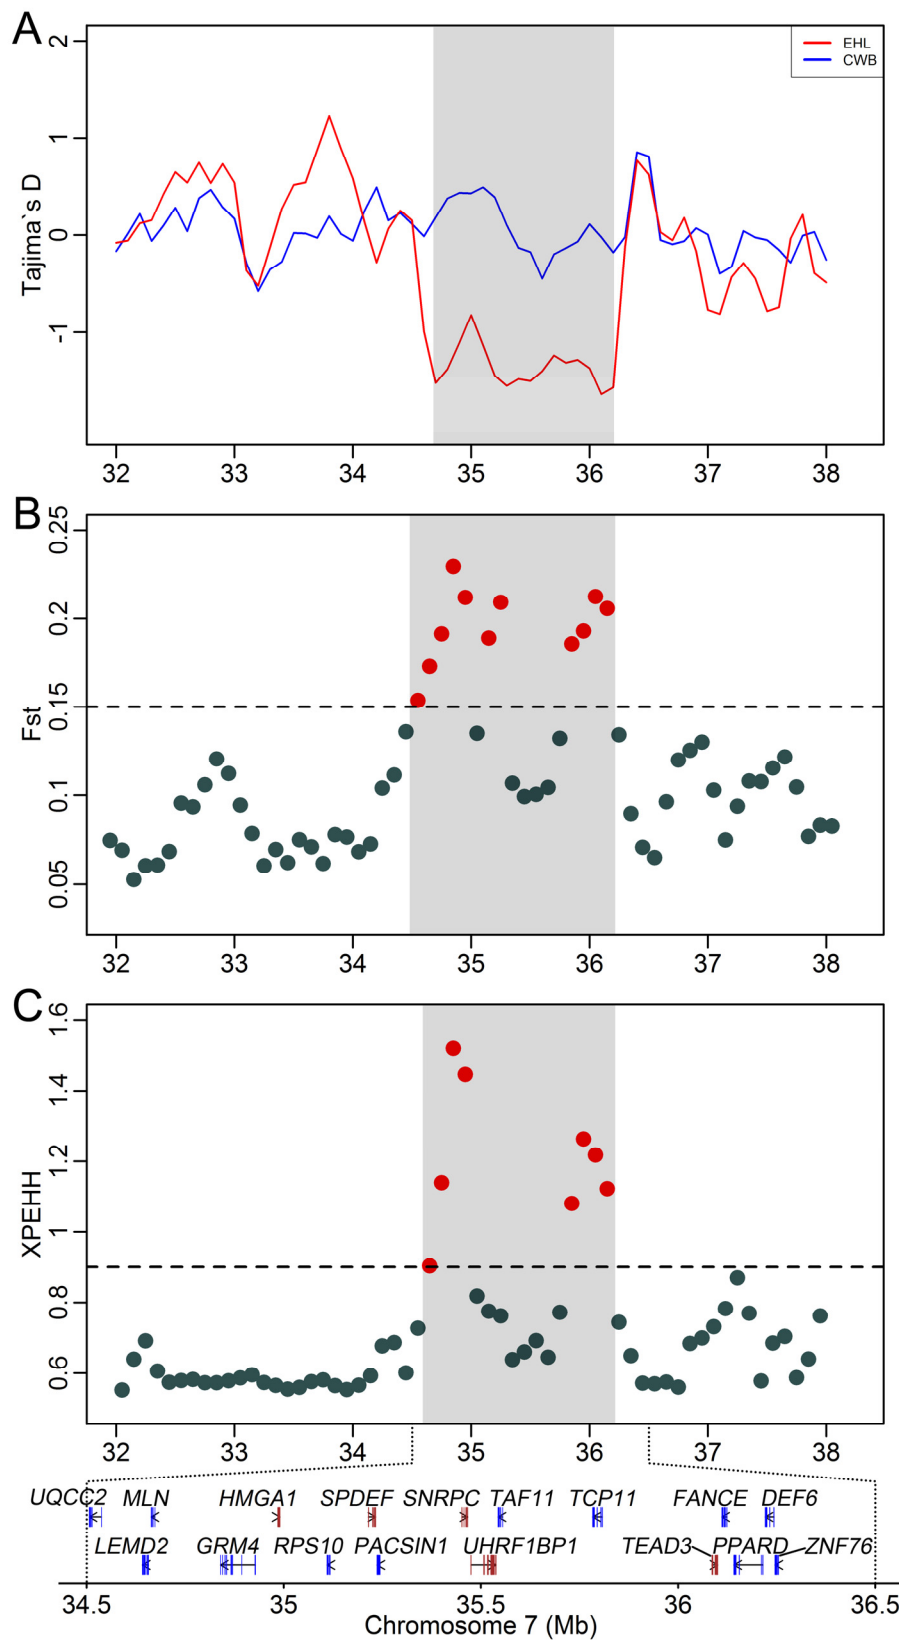 A
Tajima`s D
2
1
0
-1
EHL
CWB
32 33 34 35 36 37 38
B
Fst
0.25
0.2
0.15
0.1
0.05
32 33 34 35 36 37 38
C
XPEHH
1.6
1.4
1.2
1
0.8
0.6
32 33 34 35 36 37 38
UQCC2 MLN HMGA1 SPDEF SNRPC TAF11 TCP11 FANCE DEF6
LEMD2 GRM4 RPS10 PACSIN1 UHRF1BP1 TEAD3 PPARD ZNF76
34.5 35 35.5 36 36.5
Chromosome 7 (Mb)